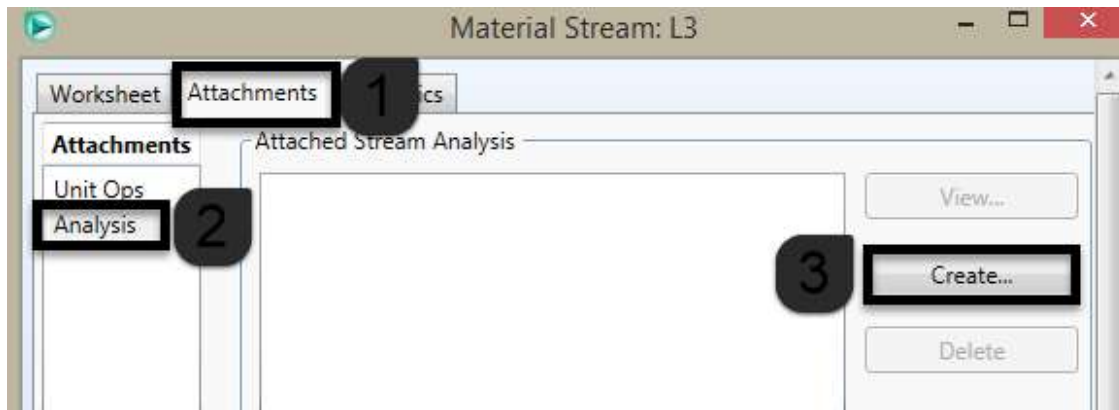 Material Stream: L3
Worksheet Attachments 1 ics
Attachments Attached Stream Analysis
Unit Ops View...
Analysis 2
3 Create...
Delete